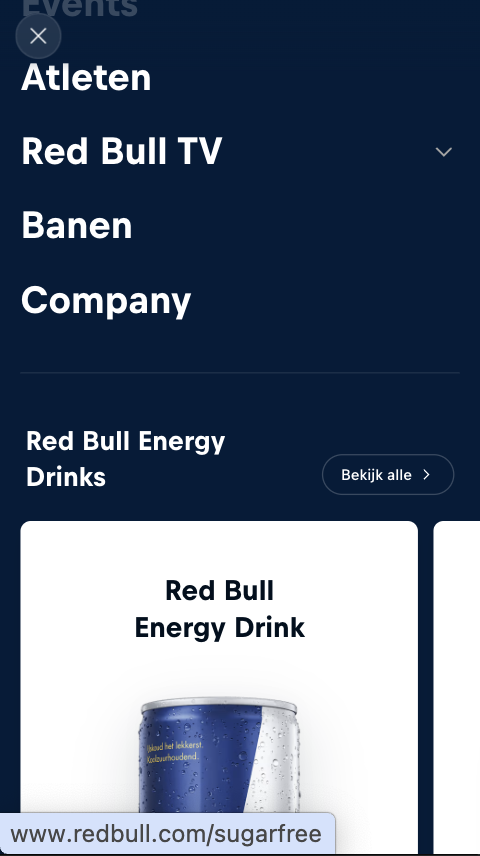 Events
Atleten
Red Bull TV
Banen
Company
Red Bull Energy
Drinks
Bekijk alle
Red Bull
Energy Drink
het lekkerst.
Koolzuurhoudend.
www.redbull.com/sugarfree